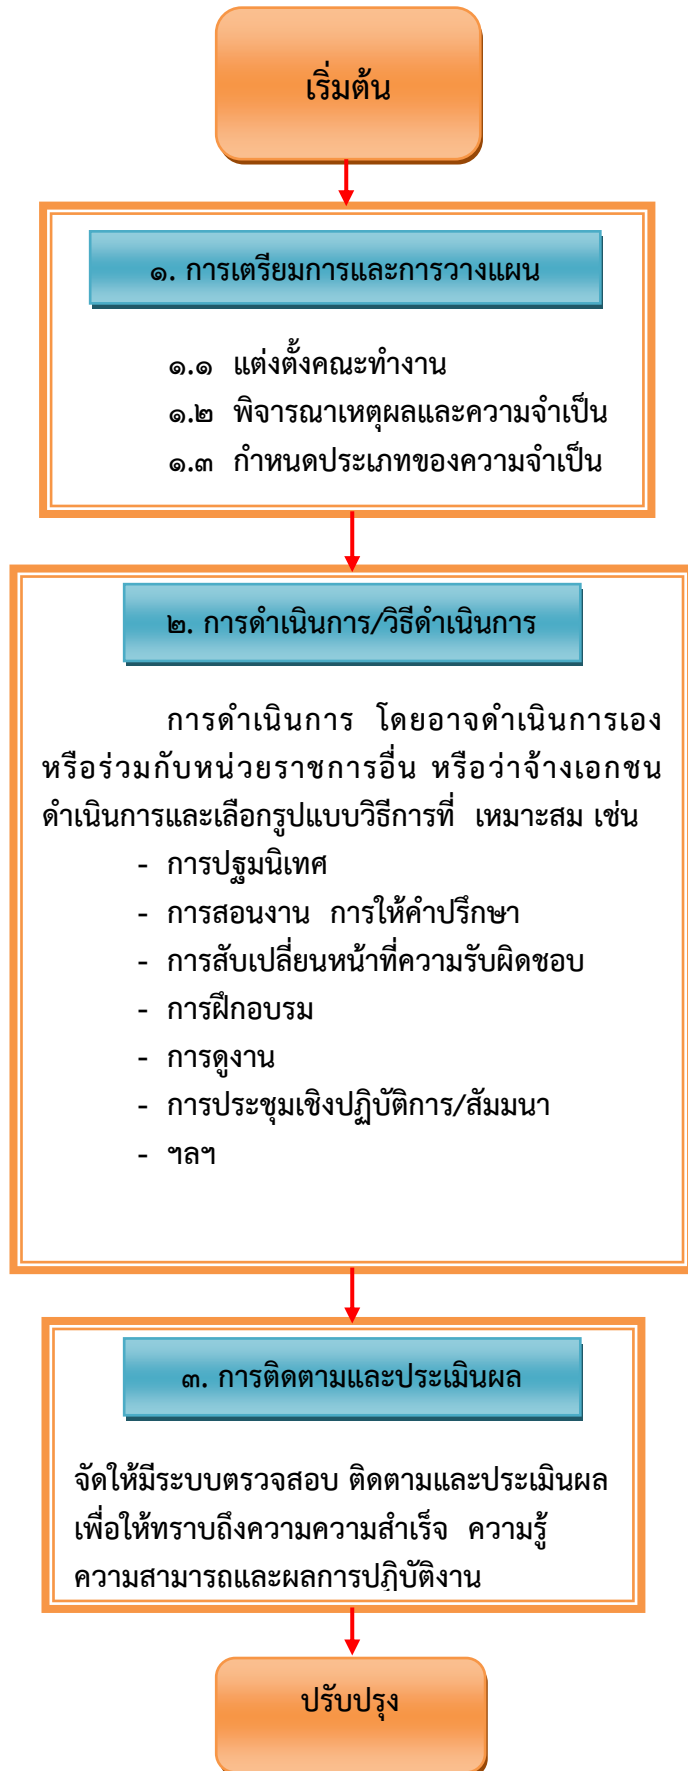 เริ่มต้น
๑. การเตรียมการและการวางแผน
๑.๑ แต่งตั้งคณะทำงาน
๑.๒ พิจารณาเหตุผลและความจำเป็น
๑.๓ กำหนดประเภทของความจำเป็น
๒. การดำเนินการ/วิธีดำเนินการ
การดำเนินการ โดยอาจดำเนินการเอง
หรือร่วมกับหน่วยราชการอื่น หรือว่าจ้างเอกชน
ดำเนินการและเลือกรูปแบบวิธีการที่ เหมาะสม เช่น
- การปฐมนิเทศ
- การสอนงาน การให้คำปรึกษา
- การสับเปลี่ยนหน้าที่ความรับผิดชอบ
- การฝึกอบรม
- การดูงาน
- การประชุมเชิงปฏิบัติการ/สัมมนา
- ฯลฯ
๓. การติดตามและประเมินผล
จัดให้มีระบบตรวจสอบ ติดตามและประเมินผล
เพื่อให้ทราบถึงความความสำเร็จ ความรู้
ความสามารถและผลการปฏิบัติงาน
ปรับปรุง